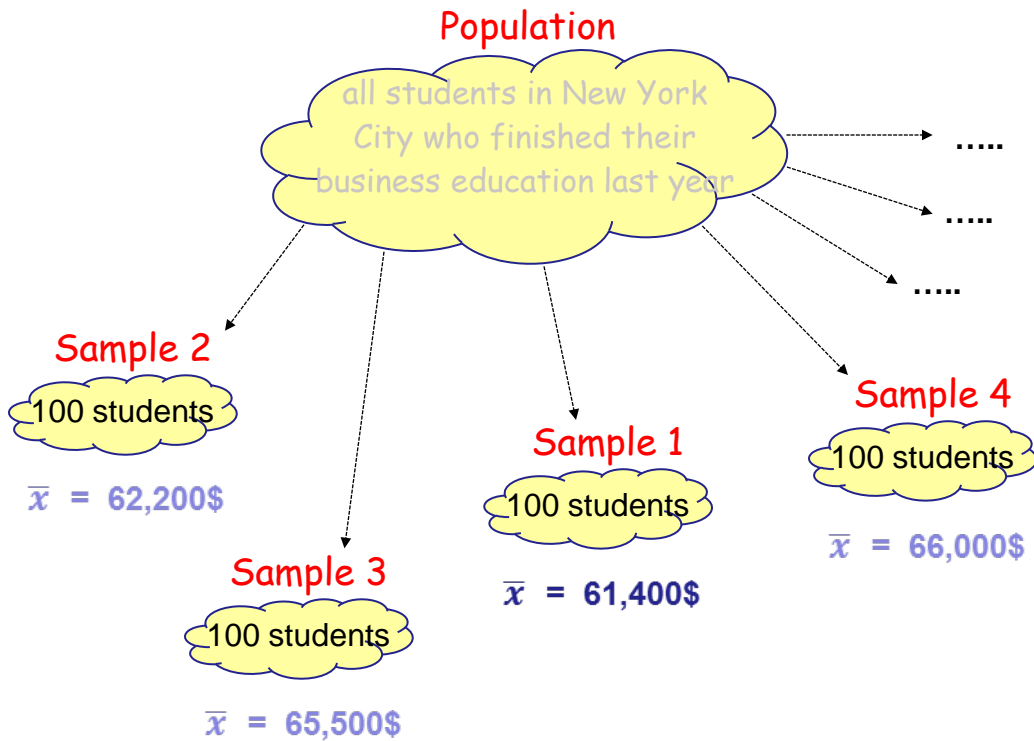 Population
all students in New York
City who finished their
business education last year
.....
.....
.....
Sample 2
100 students
x̅ = 62,200$
Sample 3
100 students
x̅ = 65,500$
Sample 1
100 students
x̅ = 61,400$
Sample 4
100 students
x̅ = 66,000$